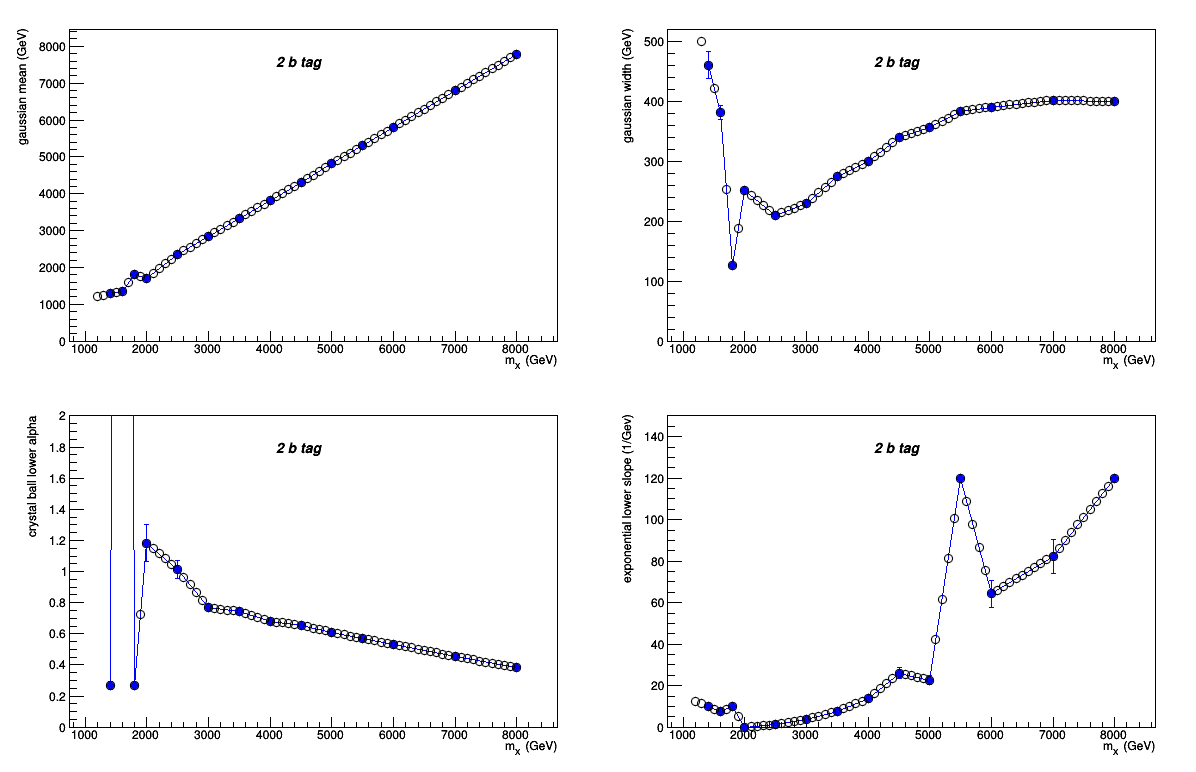 gaussian mean (GeV)
2 b tag
8000
7000
6000
5000
4000
3000
2000
1000
0
1000 2000 3000 4000 5000 6000 7000 8000
mx (GeV)
gaussian width (GeV)
2 b tag
500
400
300
200
100
0
1000 2000 3000 4000 5000 6000 7000 8000
mx (GeV)
crystal ball lower alpha
2 b tag
2
1.8
1.6
1.4
1.2
1
0.8
0.6
0.4
0.2
0
1000 2000 3000 4000 5000 6000 7000 8000
mx (GeV)
exponential lower slope (1/Gev)
2 b tag
140
120
100
80
60
40
20
0
1000 2000 3000 4000 5000 6000 7000 8000
mx (GeV)